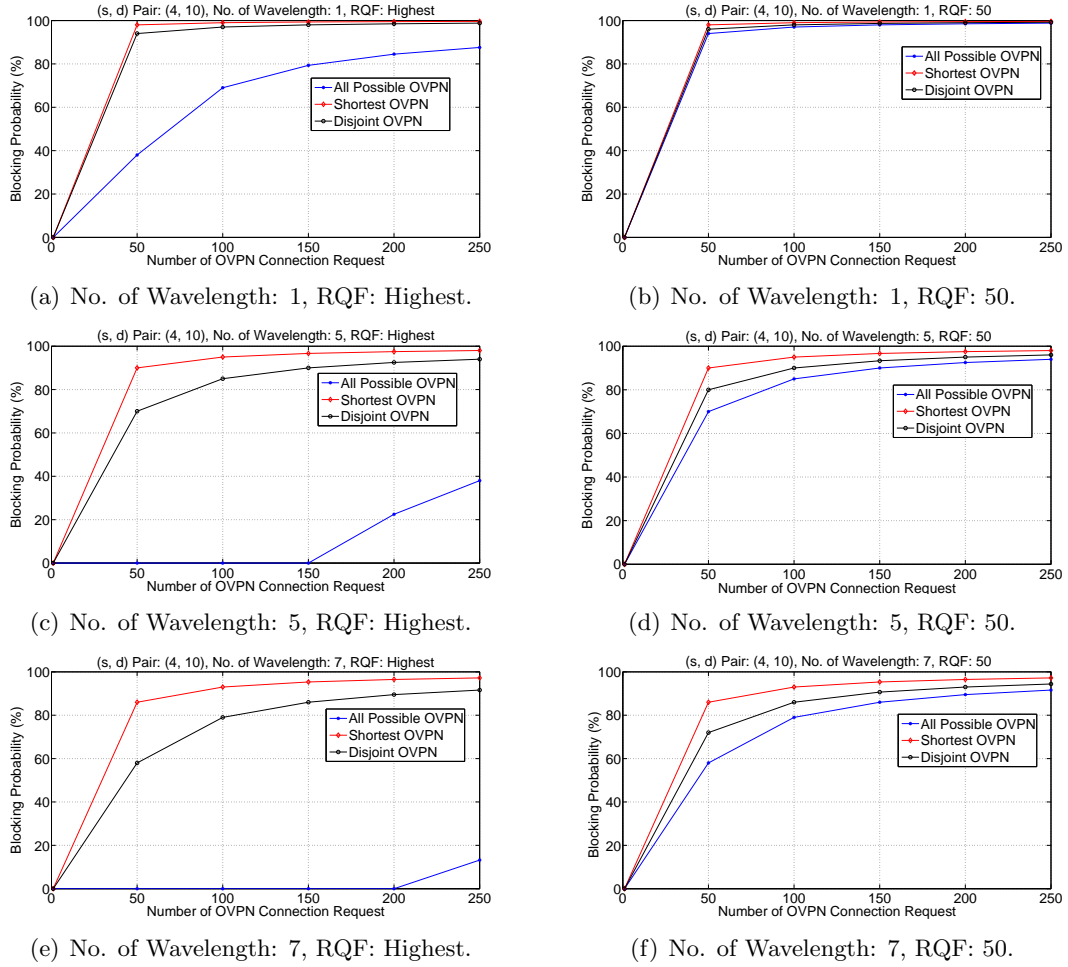 (s, d) Pair: (4, 10), No. of Wavelength: 1, RQF: Highest
100
80
60
40
20
0
Blocking Probability (%)
All Possible OVPN
Shortest OVPN
Disjoint OVPN
0 50 100 150 200 250
Number of OVPN Connection Request
(a) No. of Wavelength: 1, RQF: Highest.
(s, d) Pair: (4, 10), No. of Wavelength: 1, RQF: 50
100
80
60
40
20
0
Blocking Probability (%)
All Possible OVPN
Shortest OVPN
Disjoint OVPN
0 50 100 150 200 250
Number of OVPN Connection Request
(b) No. of Wavelength: 1, RQF: 50.
(s, d) Pair: (4, 10), No. of Wavelength: 5, RQF: Highest
100
80
60
40
20
0
Blocking Probability (%)
All Possible OVPN
Shortest OVPN
Disjoint OVPN
0 50 100 150 200 250
Number of OVPN Connection Request
(c) No. of Wavelength: 5, RQF: Highest.
(s, d) Pair: (4, 10), No. of Wavelength: 5, RQF: 50
100
80
60
40
20
0
Blocking Probability (%)
All Possible OVPN
Shortest OVPN
Disjoint OVPN
0 50 100 150 200 250
Number of OVPN Connection Request
(d) No. of Wavelength: 5, RQF: 50.
(s, d) Pair: (4, 10), No. of Wavelength: 7, RQF: Highest
100
80
60
40
20
0
Blocking Probability (%)
All Possible OVPN
Shortest OVPN
Disjoint OVPN
0 50 100 150 200 250
Number of OVPN Connection Request
(e) No. of Wavelength: 7, RQF: Highest.
(s, d) Pair: (4, 10), No. of Wavelength: 7, RQF: 50
100
80
60
40
20
0
Blocking Probability (%)
All Possible OVPN
Shortest OVPN
Disjoint OVPN
0 50 100 150 200 250
Number of OVPN Connection Request
(f) No. of Wavelength: 7, RQF: 50.